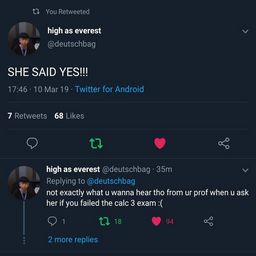 You Retweeted
high as everest
@deutschbag
SHE SAID YES!!!
17:46 · 10 Mar 19 · Twitter for Android
7 Retweets 68 Likes
high as everest @deutschbag · 35m
Replying to @deutschbag
not exactly what u wanna hear tho from ur prof when u ask
her if you failed the calc 3 exam :(
1 18 94
2 more replies